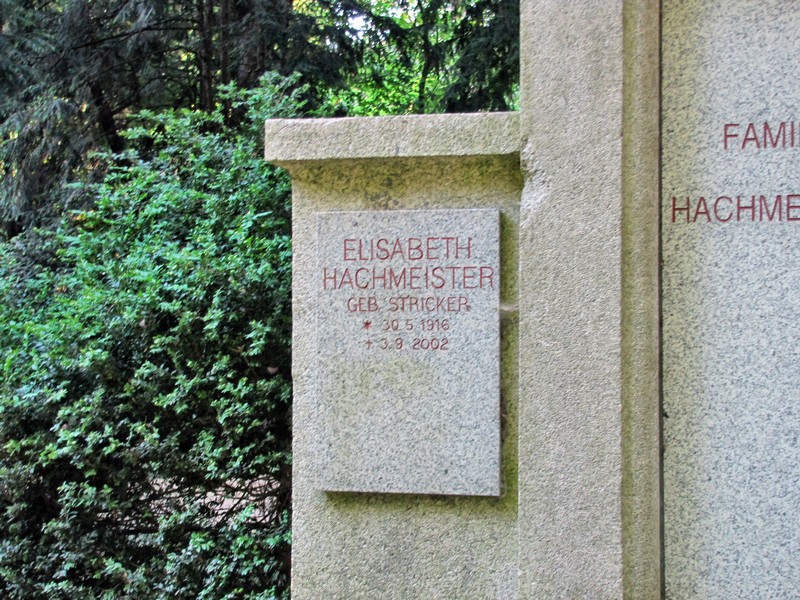 ELISABETH
HACHMEISTER
GEB. STRICKER
* 30.5.1916
+ 3.9.2002
FAMI
HACHME